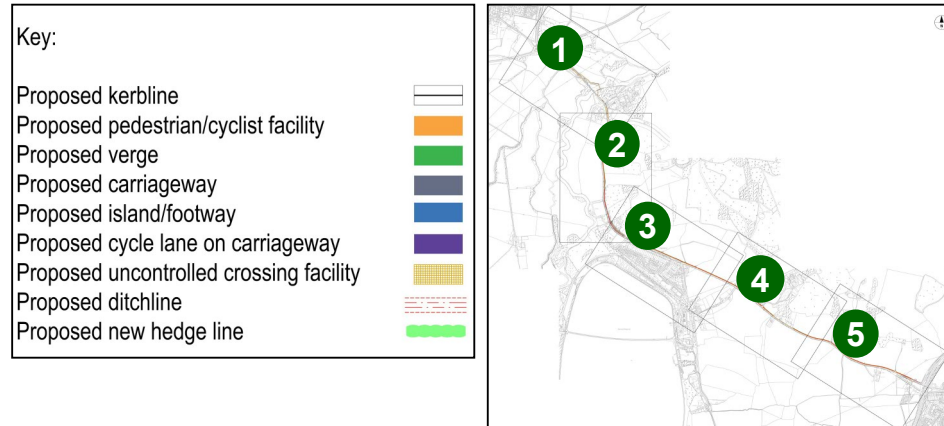 Key:
Proposed kerbline
Proposed pedestrian/cyclist facility
Proposed verge
Proposed carriageway
Proposed island/footway
Proposed cycle lane on carriageway
Proposed uncontrolled crossing facility
Proposed ditchline
Proposed new hedge line
1
2
3
4
5